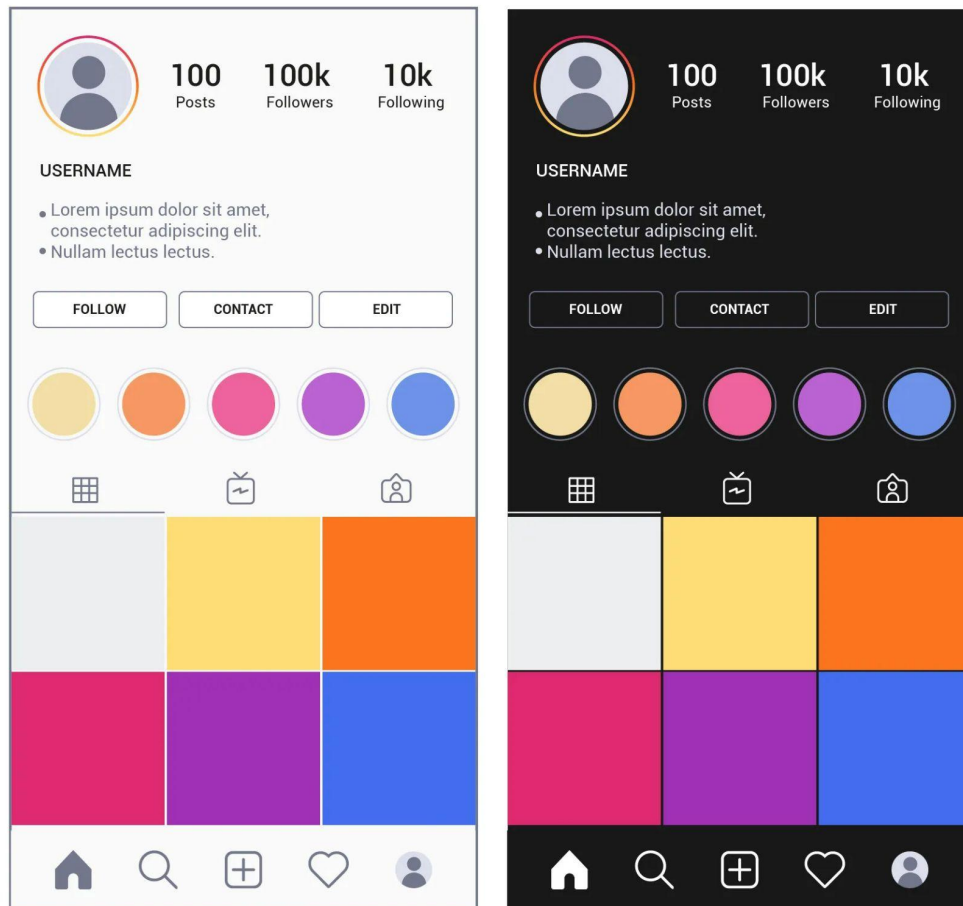 100 100k 10k
Posts Followers Following
USERNAME
• Lorem ipsum dolor sit amet,
consectetur adipiscing elit.
• Nullam lectus lectus.
FOLLOW CONTACT EDIT
100 100k 10k
Posts Followers Following
USERNAME
• Lorem ipsum dolor sit amet,
consectetur adipiscing elit.
• Nullam lectus lectus.
FOLLOW CONTACT EDIT